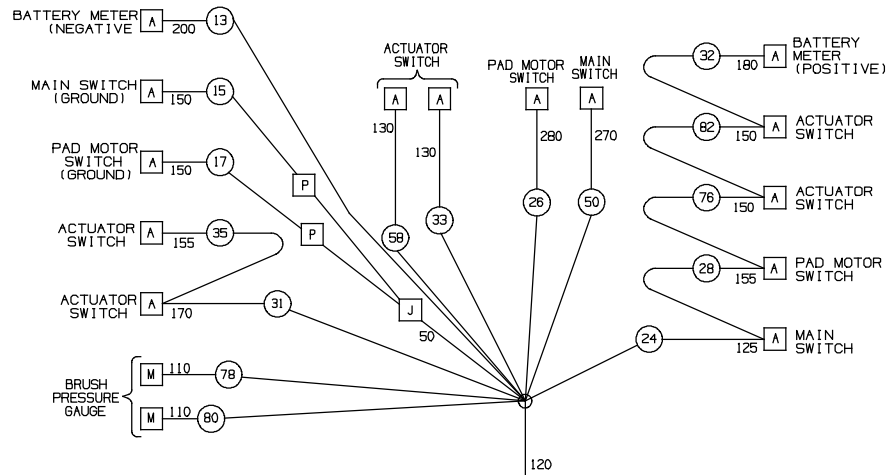 BATTERY METER
(NEGATIVE
A
200
13
MAIN SWITCH
(GROUND)
A
150
15
PAD MOTOR
SWITCH
(GROUND)
A
150
17
ACTUATOR
SWITCH
A
155
35
ACTUATOR
SWITCH
A
170
31
BRUSH
PRESSURE
GAUGE
M
110
78
M
110
80
P
P
J
50
ACTUATOR
SWITCH
A
A
130
130
58
33
PAD MOTOR
SWITCH
A
280
26
MAIN
SWITCH
A
270
50
32
180
A
BATTERY
METER
(POSITIVE)
82
150
A
ACTUATOR
SWITCH
76
150
A
ACTUATOR
SWITCH
28
155
A
PAD MOTOR
SWITCH
24
125
A
MAIN
SWITCH
120